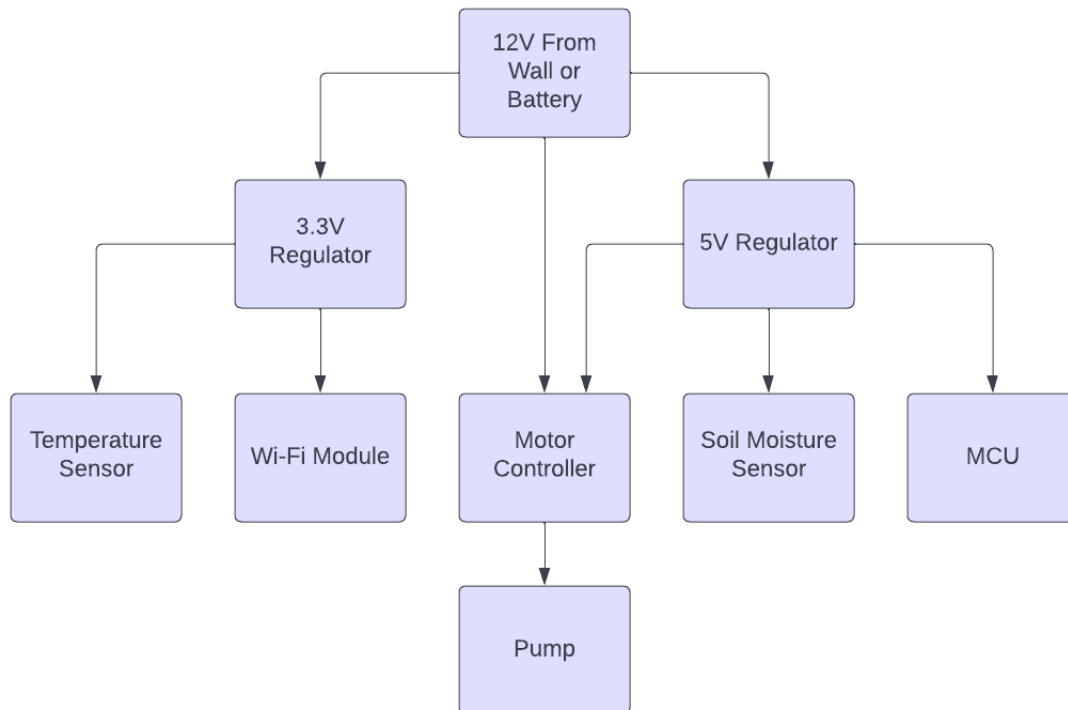 12V From
Wall or
Battery
3.3V
Regulator
5V Regulator
Temperature
Sensor
Wi-Fi Module
Motor
Controller
Soil Moisture
Sensor
MCU
Pump